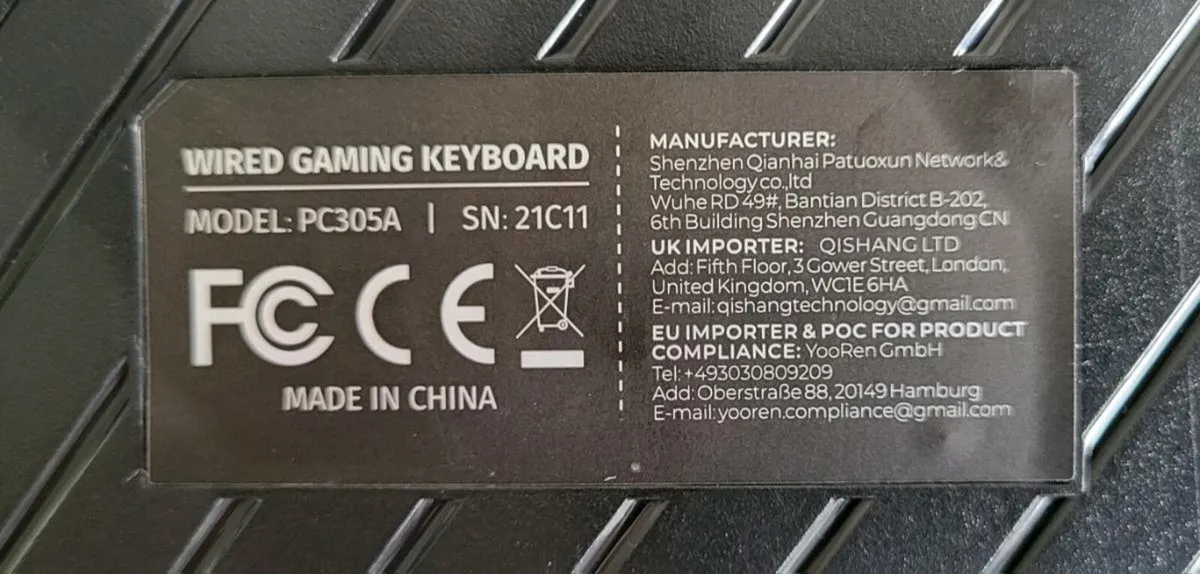 WIRED GAMING KEYBOARD
MODEL: PC305A | SN: 21C11
FC CE
MADE IN CHINA
MANUFACTURER:
Shenzhen Qianhai Patuoxun Network&
Technology co.,ltd
Wuhe RD 49#, Bantian District B-202,
6th Building Shenzhen Guangdong CN
UK IMPORTER: QISHANG LTD
Add: Fifth Floor, 3 Gower Street, London,
United Kingdom, WC1E 6HA
E-mail: qishangtechnology@gmail.com
EU IMPORTER & POC FOR PRODUCT
COMPLIANCE: YooRen GmbH
Tel: +493030809209
Add: Oberstraße 88, 20149 Hamburg
E-mail: yooren.compliance@gmail.com